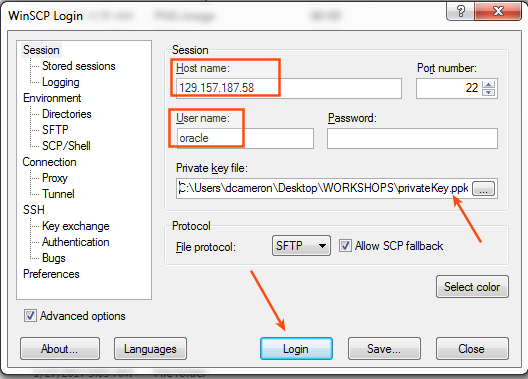 WinSCP Login
Session
Stored sessions
Logging
Environment
Directories
SFTP
SCP/Shell
Connection
Proxy
Tunnel
SSH
Key exchange
Authentication
Bugs
Preferences
Session
Host name:
Port number:
129.157.187.58
22
User name:
Password:
oracle
Private key file:
C:\Users\dcameron\Desktop\WORKSHOPS\privateKey.ppk
...
Protocol
File protocol:
SFTP
Allow SCP fallback
Select color
Advanced options
About...
Languages
Login
Save...
Close